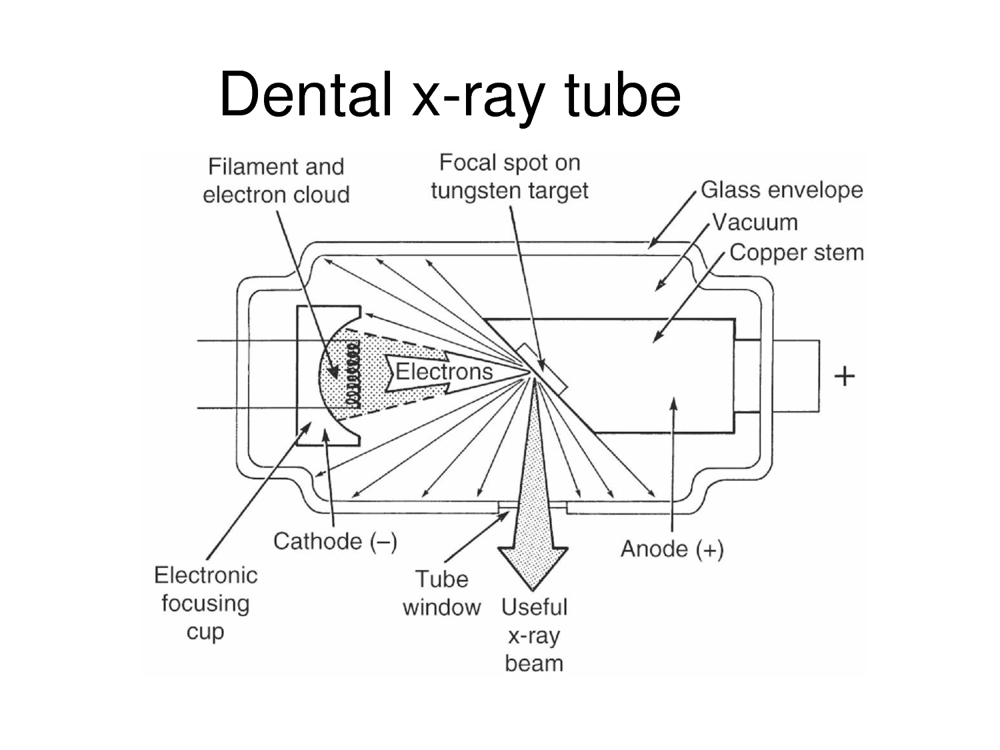 Dental x-ray tube
Filament and
electron cloud
Focal spot on
tungsten target
Glass envelope
Vacuum
Copper stem
Electrons
+
Cathode (–)
Anode (+)
Electronic
focusing
cup
Tube
window
Useful
x-ray
beam